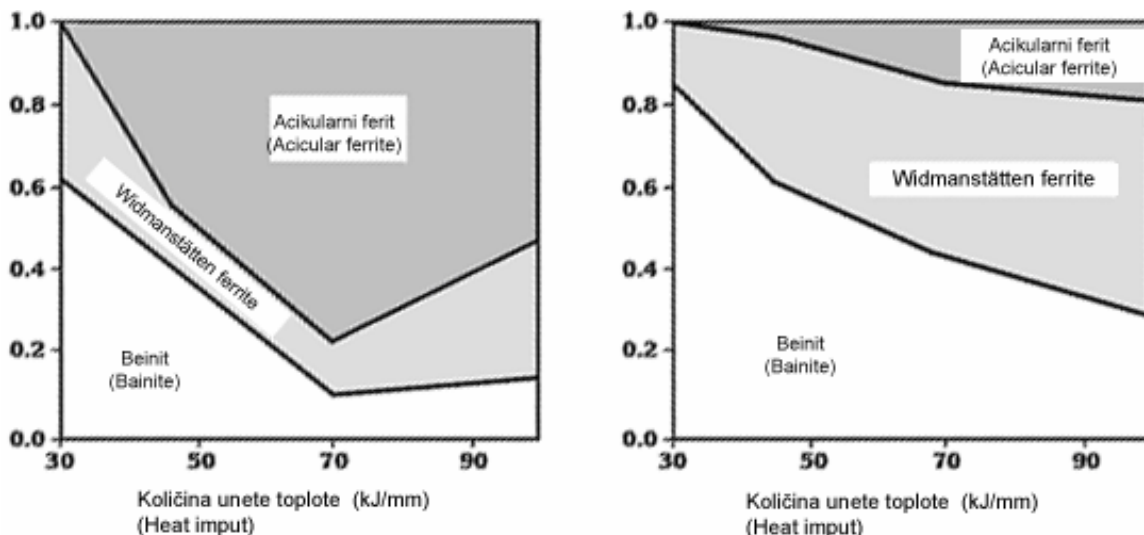 1.0
0.8
0.6
0.4
0.2
0.0
30
50
70
90
Acikularni ferit
(Acicular ferrite)
Widmanstätten ferrite
Beinit
(Bainite)
Količina unete toplote (kJ/mm)
(Heat imput)
1.0
0.8
0.6
0.4
0.2
0.0
30
50
70
90
Acikularni ferit
(Acicular ferrite)
Widmanstätten ferrite
Beinit
(Bainite)
Količina unete toplote (kJ/mm)
(Heat imput)